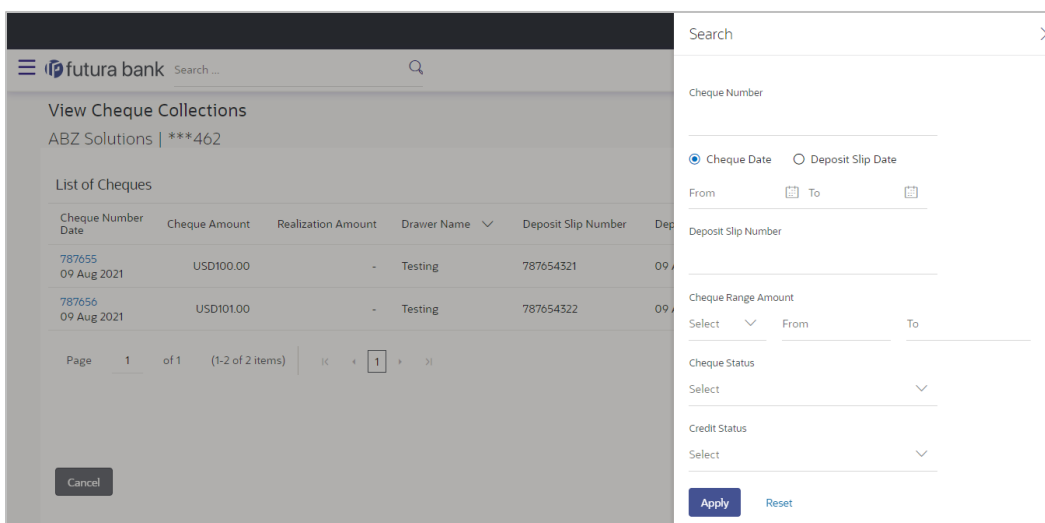 futura bank Search ...
View Cheque Collections
ABZ Solutions | ***462
List of Cheques
Cheque Number Date Cheque Amount Realization Amount Drawer Name Deposit Slip Number Dep
787655
09 Aug 2021 USD100.00 - Testing 787654321 09 A
787656
09 Aug 2021 USD101.00 - Testing 787654322 09
Page 1 of 1 (1-2 of 2 items) 1
Cancel
Search
Cheque Number
Cheque Date Deposit Slip Date
From To
Deposit Slip Number
Cheque Range Amount
Select From To
Cheque Status
Select
Credit Status
Select
Apply Reset